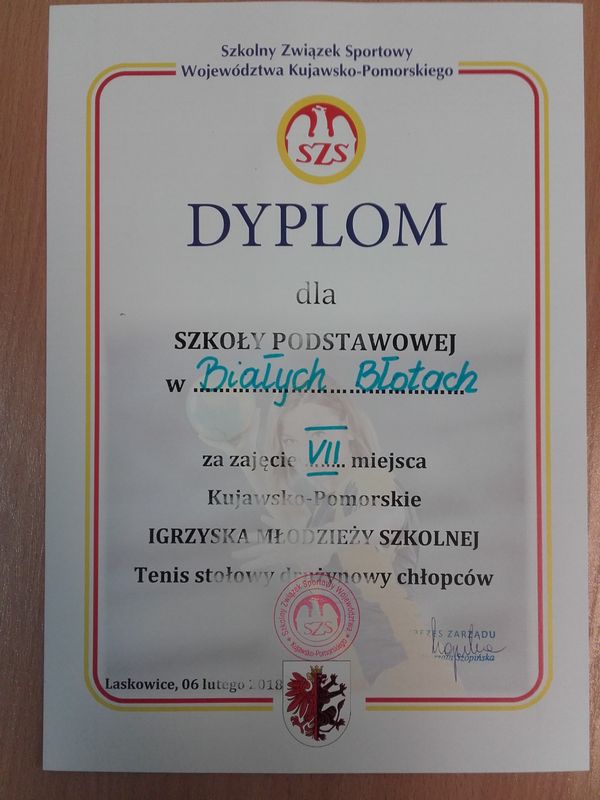 Szkolny Związek Sportowy
Województwa Kujawsko-Pomorskiego
SZS
DYPLOM
dla
SZKOŁY PODSTAWOWEJ
w Białych Błotach
za zajęcie VII miejsca
Kujawsko-Pomorskie
IGRZYSKA MŁODZIEŻY SZKOLNEJ
Tenis stołowy drużynowy chłopców
Szkolny Związek Sportowy Województwa
Kujawsko-Pomorskiego
SZS
PREZES ZARZĄDU
Szopińska
Laskowice, 06 lutego 2018